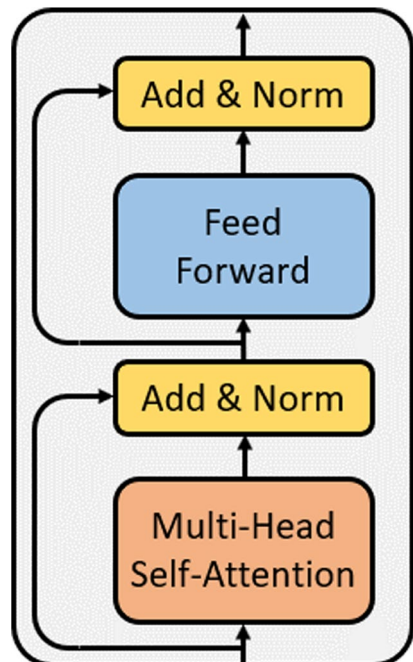 Add & Norm
Feed
Forward
Add & Norm
Multi-Head
Self-Attention